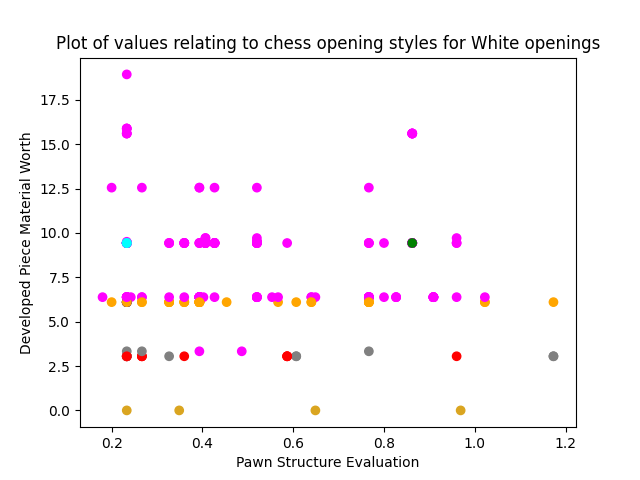 Plot of values relating to chess opening styles for White openings
17.5
15.0
12.5
10.0
7.5
5.0
2.5
0.0
Developed Piece Material Worth
0.2 0.4 0.6 0.8 1.0 1.2
Pawn Structure Evaluation